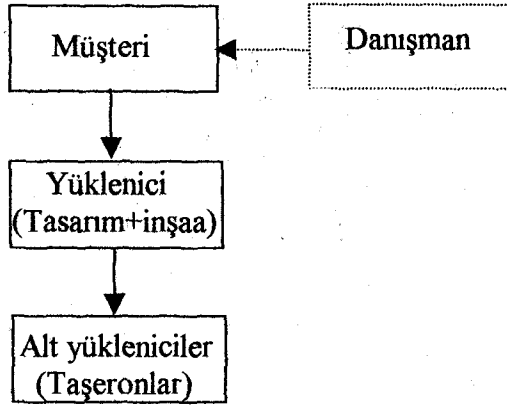 Müşteri
Danışman
Yüklenici
(Tasarım+inşaa)
Alt yükleniciler
(Taşeronlar)